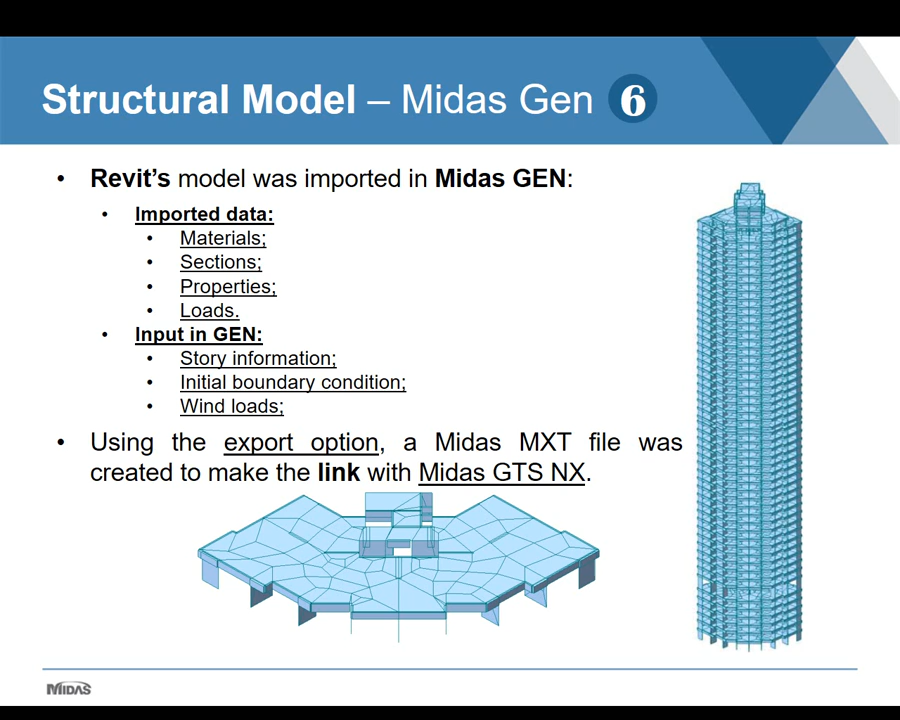 Structural Model – Midas Gen 6
• Revit’s model was imported in Midas GEN:
• Imported data:
• Materials;
• Sections;
• Properties;
• Loads.
• Input in GEN:
• Story information;
• Initial boundary condition;
• Wind loads;
• Using the export option, a Midas MXT file was
created to make the link with Midas GTS NX.
MIDAS